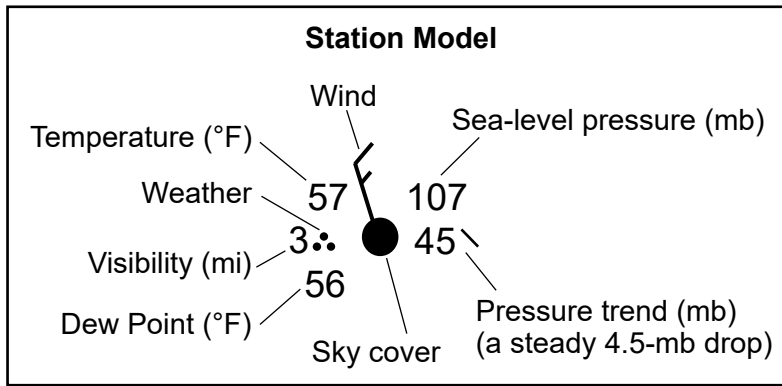 Station Model
Wind
Temperature (°F)
Sea-level pressure (mb)
Weather
57
107
3
45
Visibility (mi)
56
Dew Point (°F)
Sky cover
Pressure trend (mb)
(a steady 4.5-mb drop)